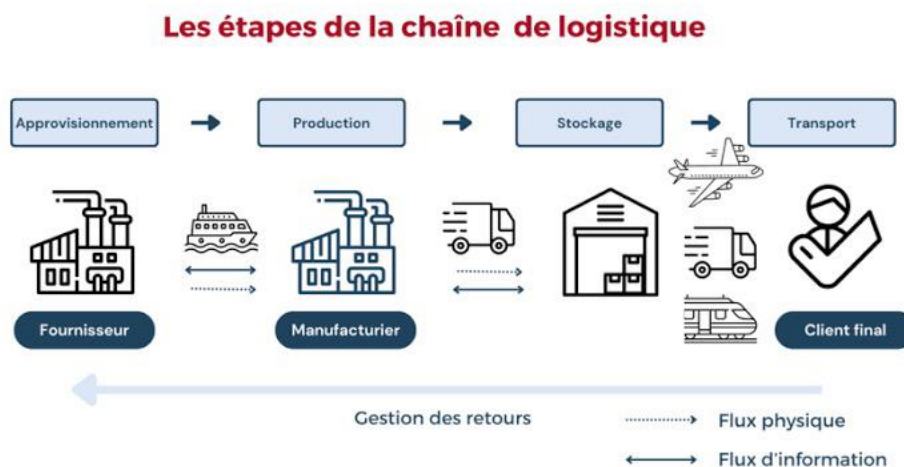 Les étapes de la chaîne de logistique
Approvisionnement
Production
Stockage
Transport
Fournisseur
Manufacturier
Client final
Gestion des retours
Flux physique
Flux d'information